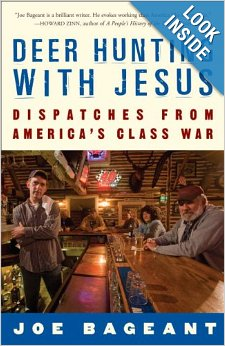 LOOK
INSIDE
"Joe Bageant is a brilliant writer. He evokes working
—HOWARD ZINN, author of A People's History of
DEER HUNTING
WITH JESUS
DISPATCHES FROM
AMERICA'S CLASS WAR
JOE BAGEANT